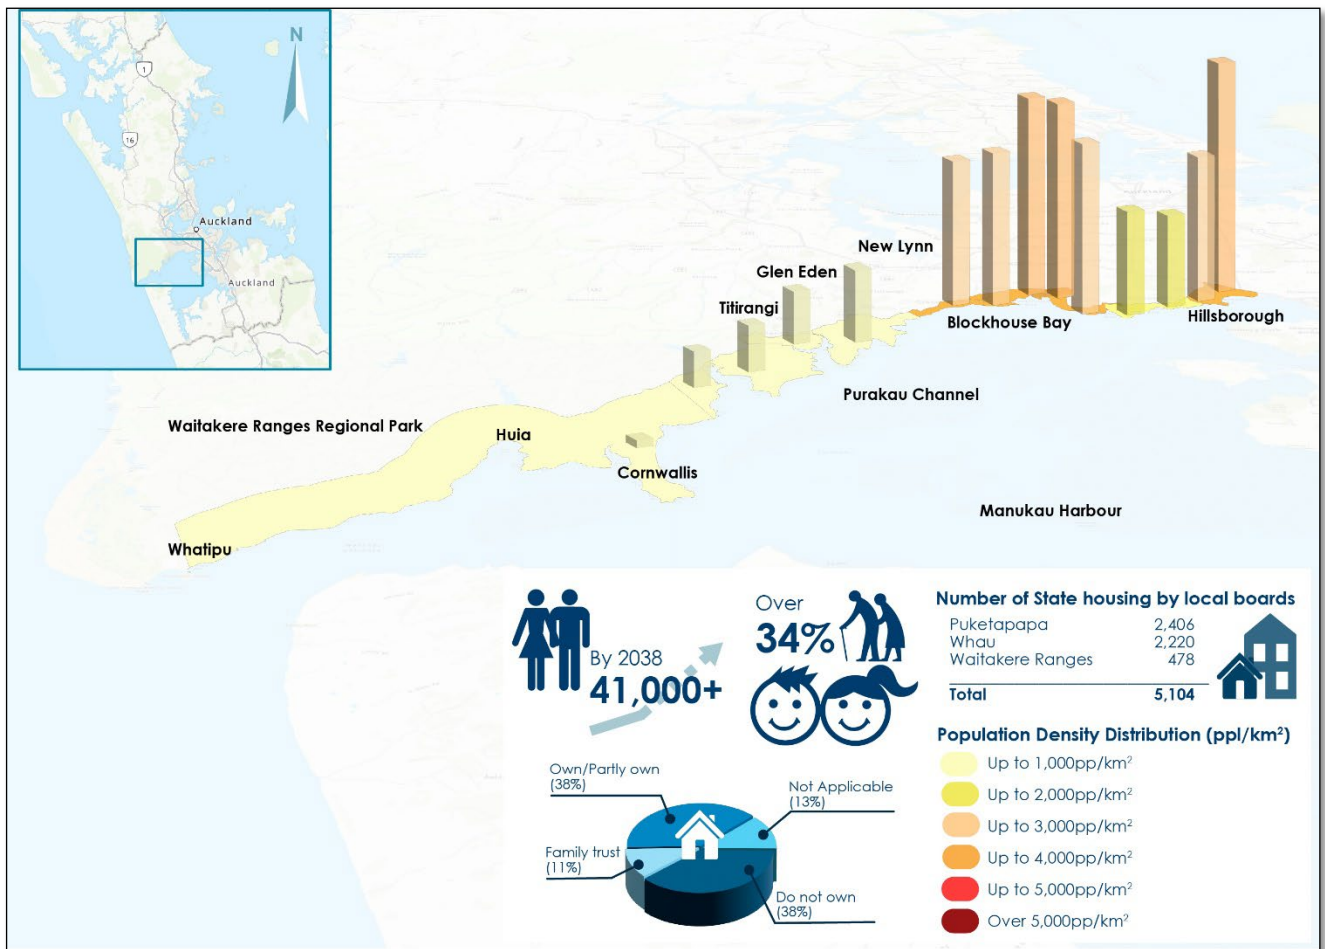 N
1
16
Auckland
Auckland
New Lynn
Glen Eden
Titirangi
Blockhouse Bay
Hillsborough
Purakau Channel
Waitakere Ranges Regional Park
Huia
Cornwallis
Manukau Harbour
Whatipu
By 2038
41,000+
Over
34%
Number of State housing by local boards
Puketapapa 2,406
Whau 2,220
Waitakere Ranges 478
Total 5,104
Own/Partly own
(38%)
Not Applicable
(13%)
Family trust
(11%)
Do not own
(38%)
Population Density Distribution (ppl/km²)
Up to 1,000pp/km²
Up to 2,000pp/km²
Up to 3,000pp/km²
Up to 4,000pp/km²
Up to 5,000pp/km²
Over 5,000pp/km²